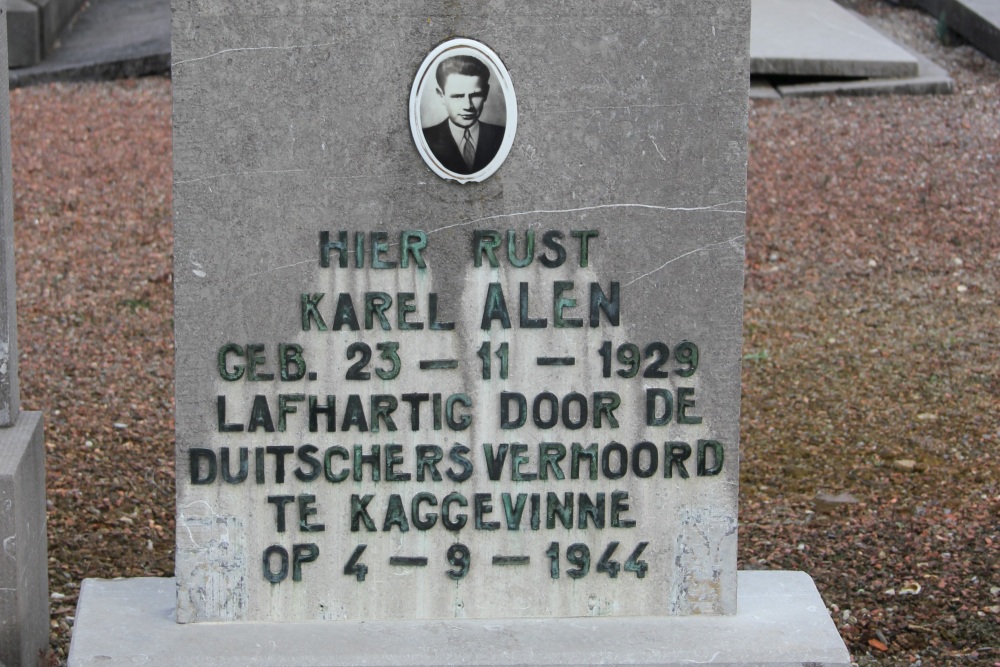 HIER RUST
KAREL ALEN
GEB. 23 - 11 - 1929
LAFHARTIG DOOR DE
DUITSCHERS VERMOORD
TE KAGGEVINNE
OP 4 - 9 - 1944